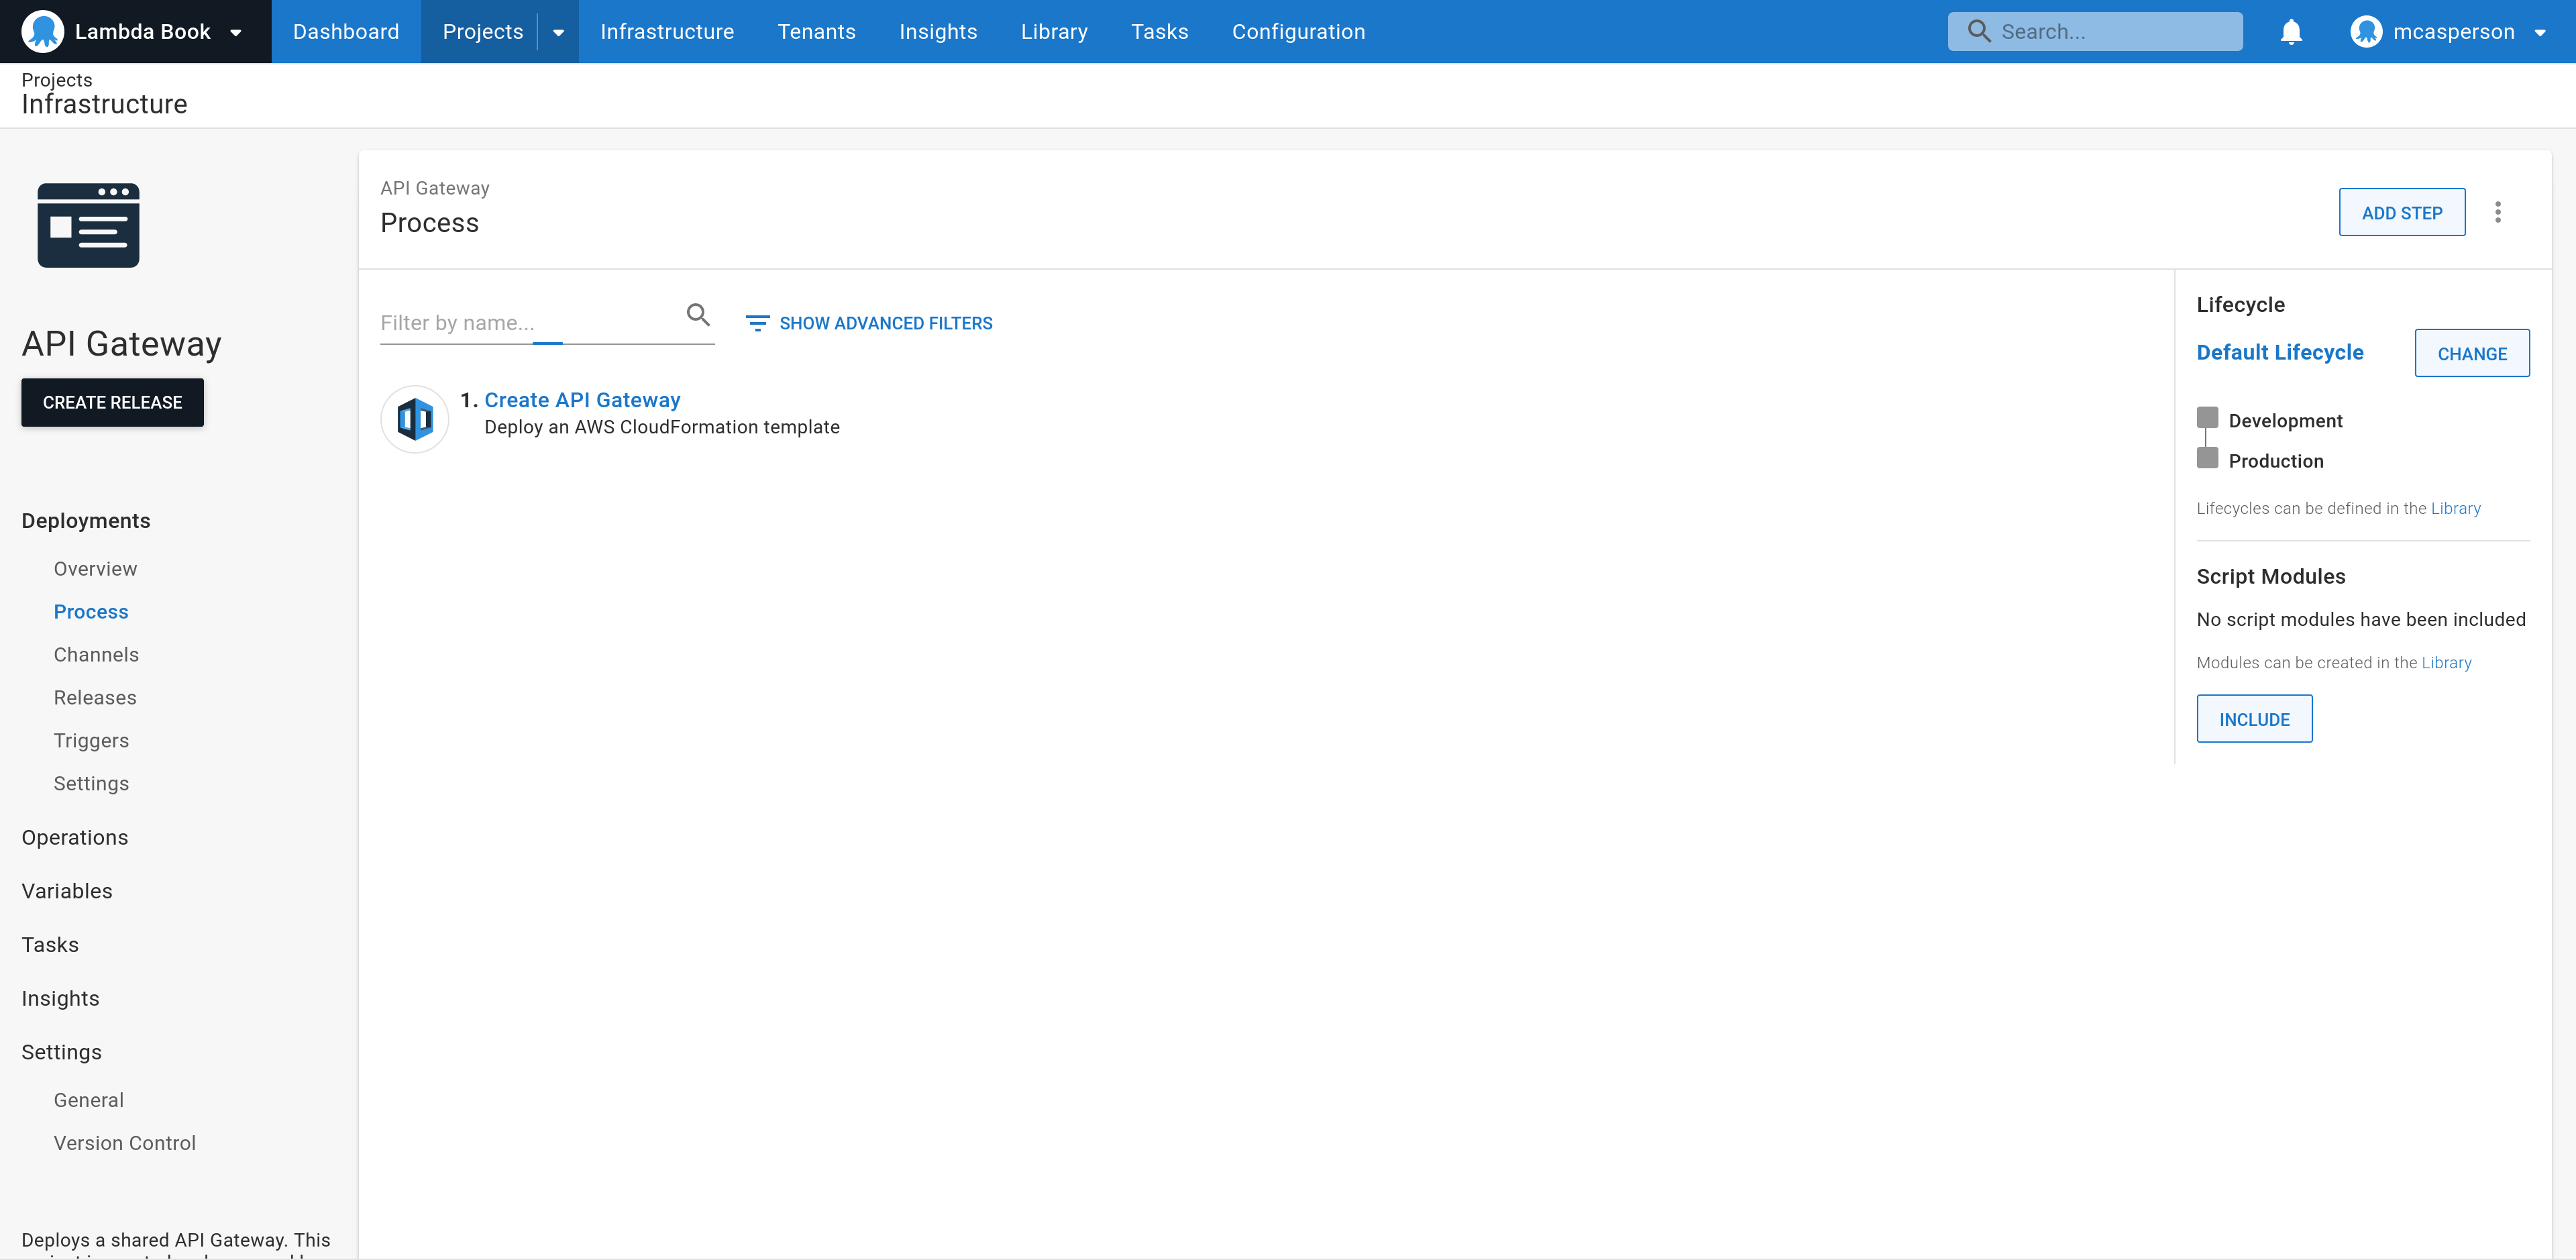 Lambda Book
Dashboard
Projects
Infrastructure
Tenants
Insights
Library
Tasks
Configuration
Search...
mcasperson
Projects
Infrastructure
API Gateway
CREATE RELEASE
Deployments
Overview
Process
Channels
Releases
Triggers
Settings
Operations
Variables
Tasks
Insights
Settings
General
Version Control
Deploys a shared API Gateway. This
API Gateway
Process
ADD STEP
Filter by name...
SHOW ADVANCED FILTERS
1. Create API Gateway
Deploy an AWS CloudFormation template
Lifecycle
Default Lifecycle
CHANGE
Development
Production
Lifecycles can be defined in the Library
Script Modules
No script modules have been included
Modules can be created in the Library
INCLUDE